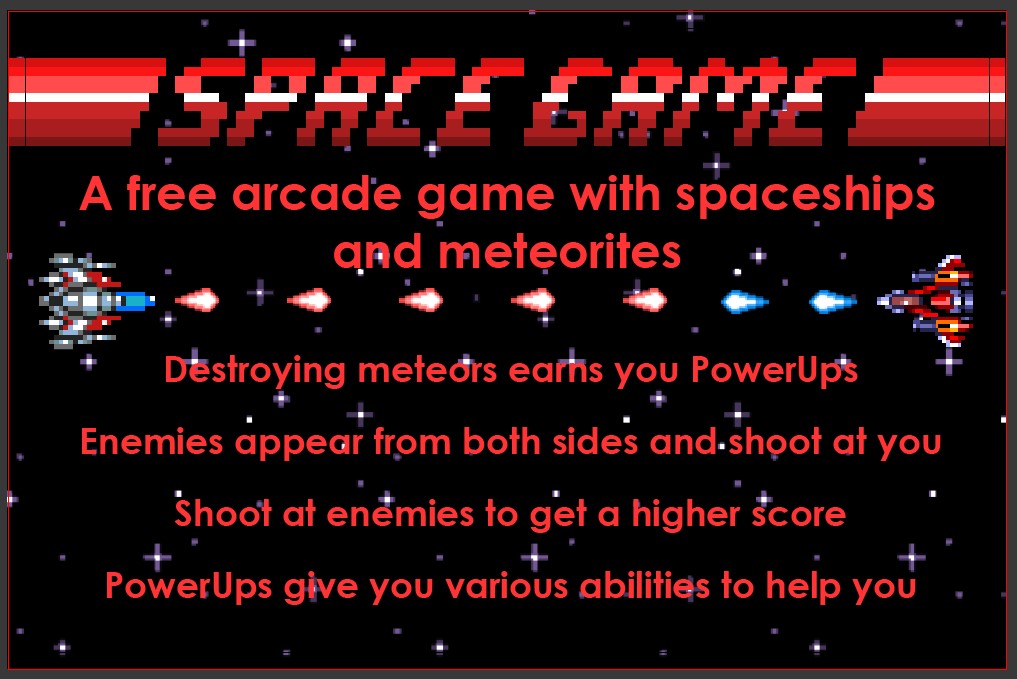 SPACE GAME
A free arcade game with spaceships
and meteorites
Destroying meteors earns you PowerUps
Enemies appear from both sides and shoot at you
Shoot at enemies to get a higher score
PowerUps give you various abilities to help you